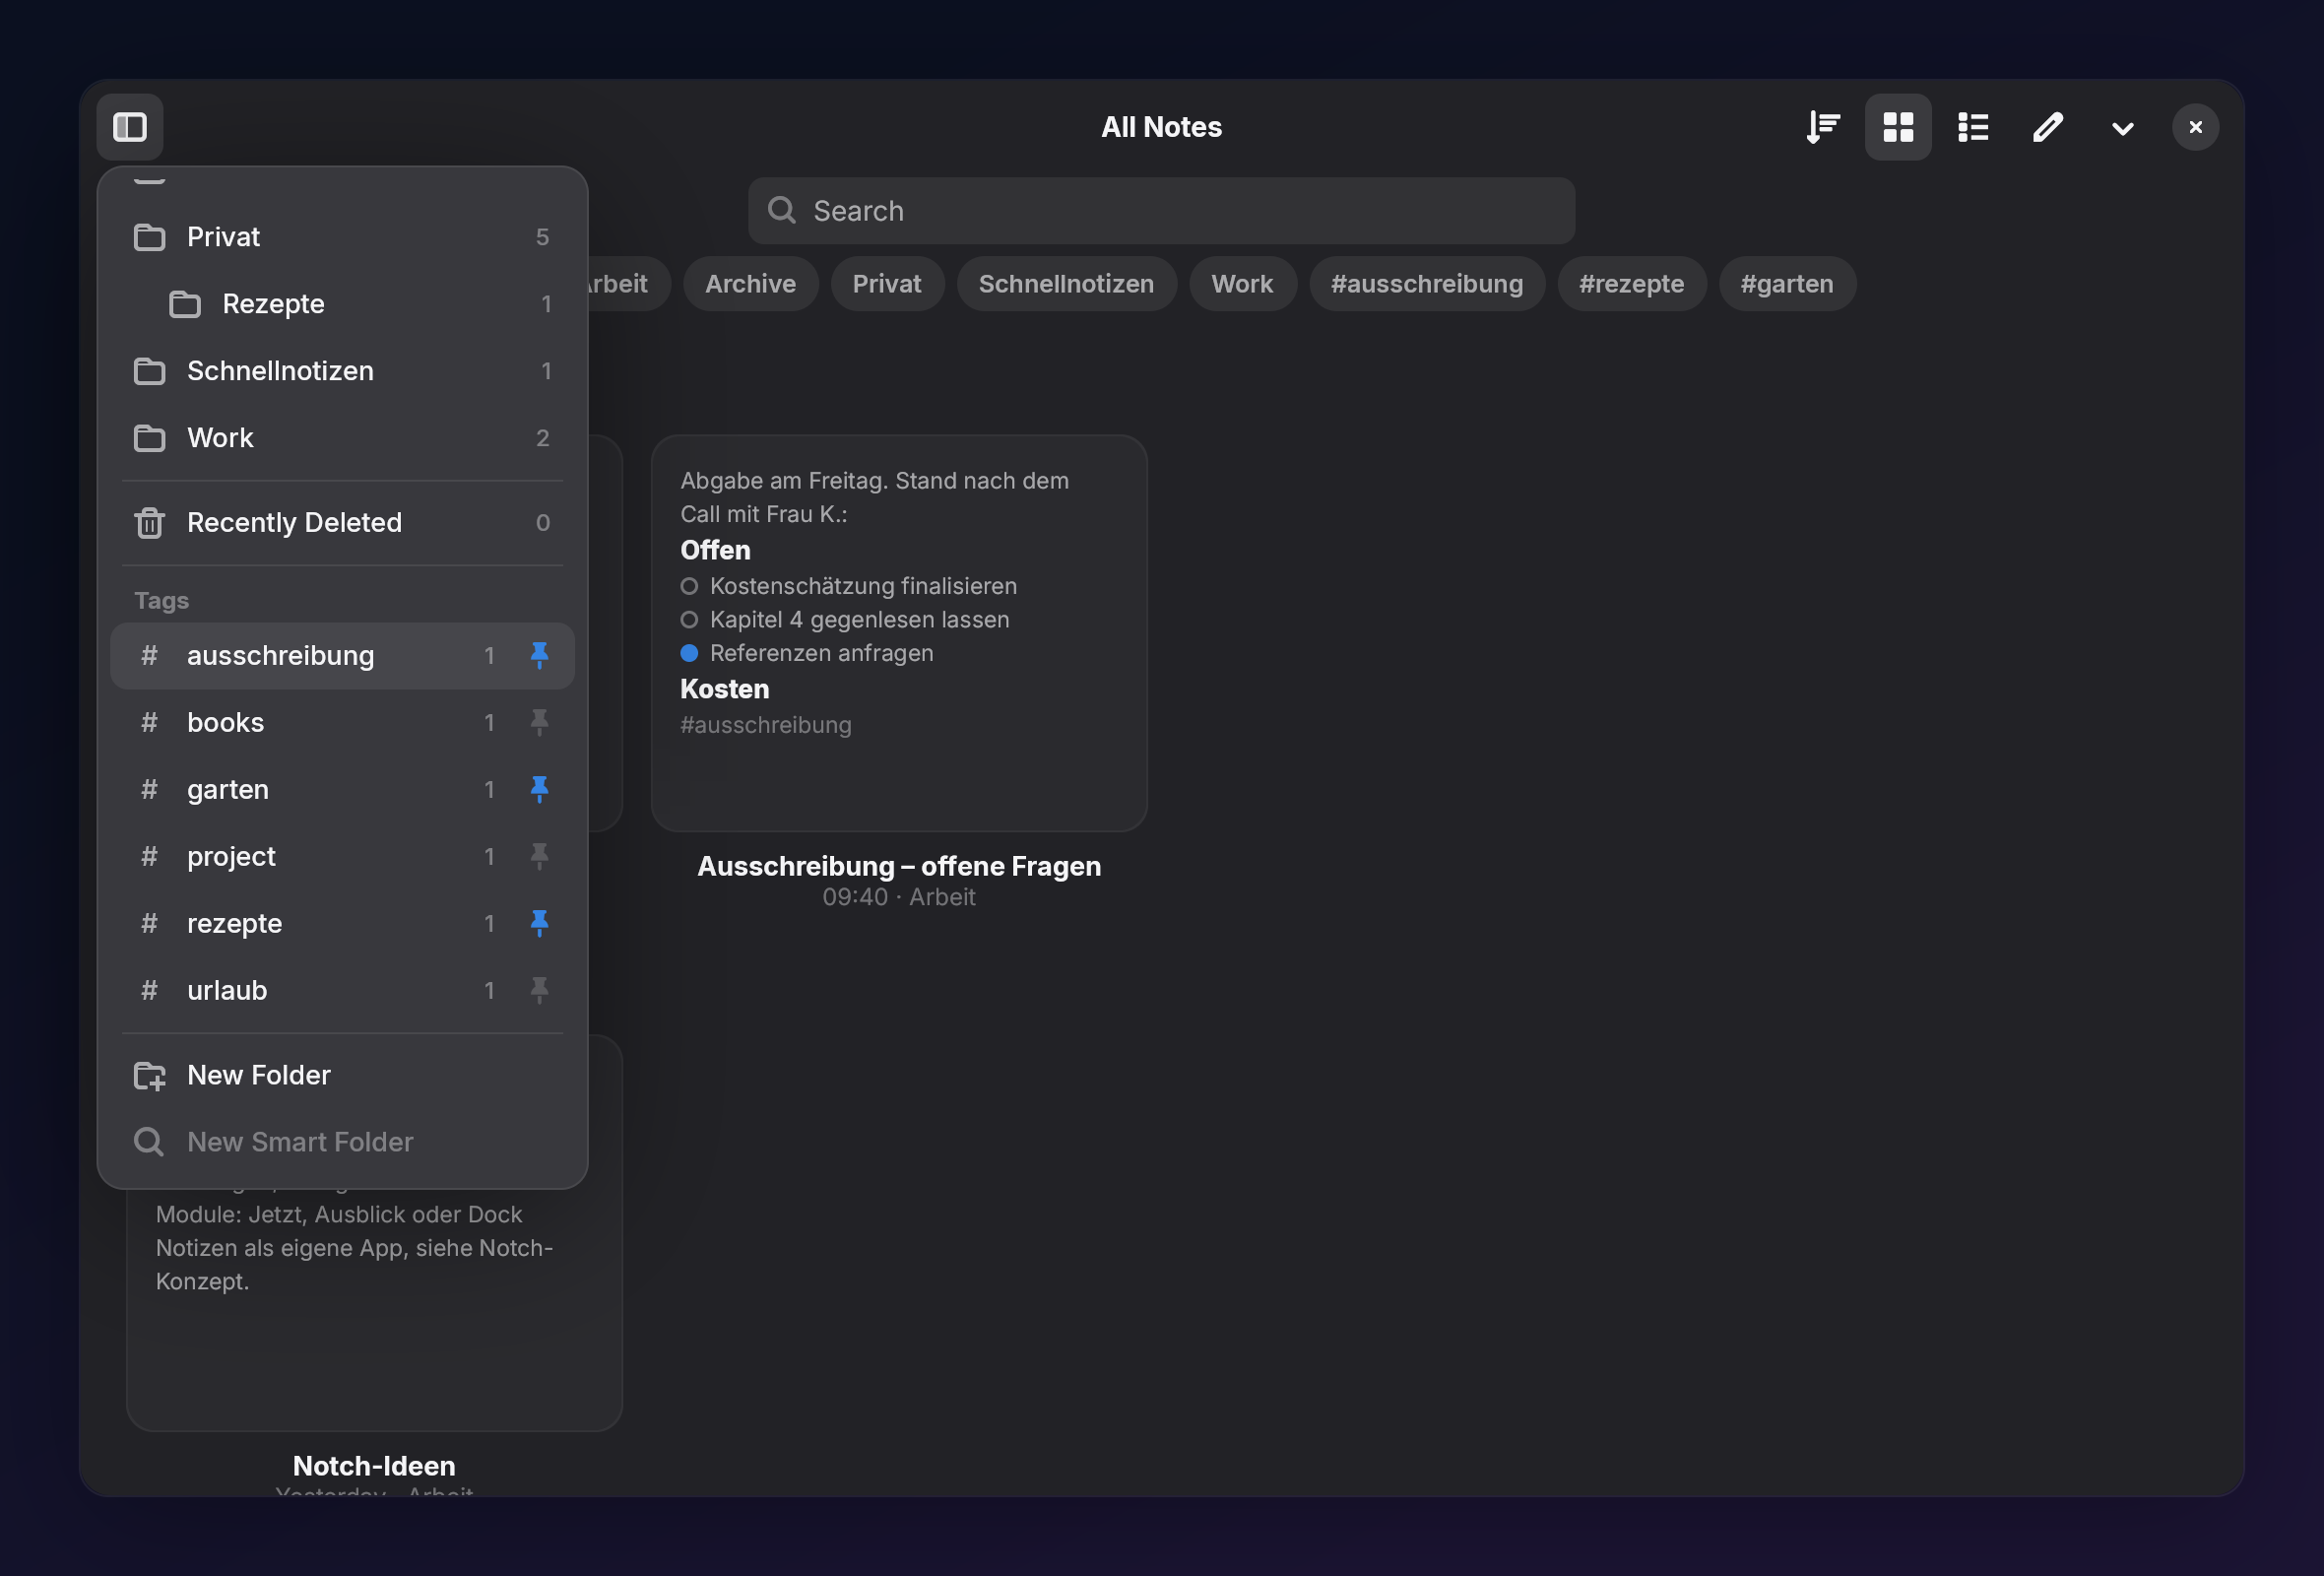 All Notes
Search
Privat 5
Rezepte 1
Schnellnotizen 1
Work 2
Recently Deleted 0
Tags
# ausschreibung 1
# books 1
# garten 1
# project 1
# rezepte 1
# urlaub 1
New Folder
New Smart Folder
Archive
Privat
Schnellnotizen
Work
#ausschreibung
#rezepte
#garten
Abgabe am Freitag. Stand nach dem
Call mit Frau K.:
Offen
Kostenschätzung finalisieren
Kapitel 4 gegenlesen lassen
Referenzen anfragen
Kosten
#ausschreibung
Ausschreibung – offene Fragen
09:40 · Arbeit
Module: Jetzt, Ausblick oder Dock
Notizen als eigene App, siehe Notch-
Konzept.
Notch-Ideen
Yesterday · Arbeit